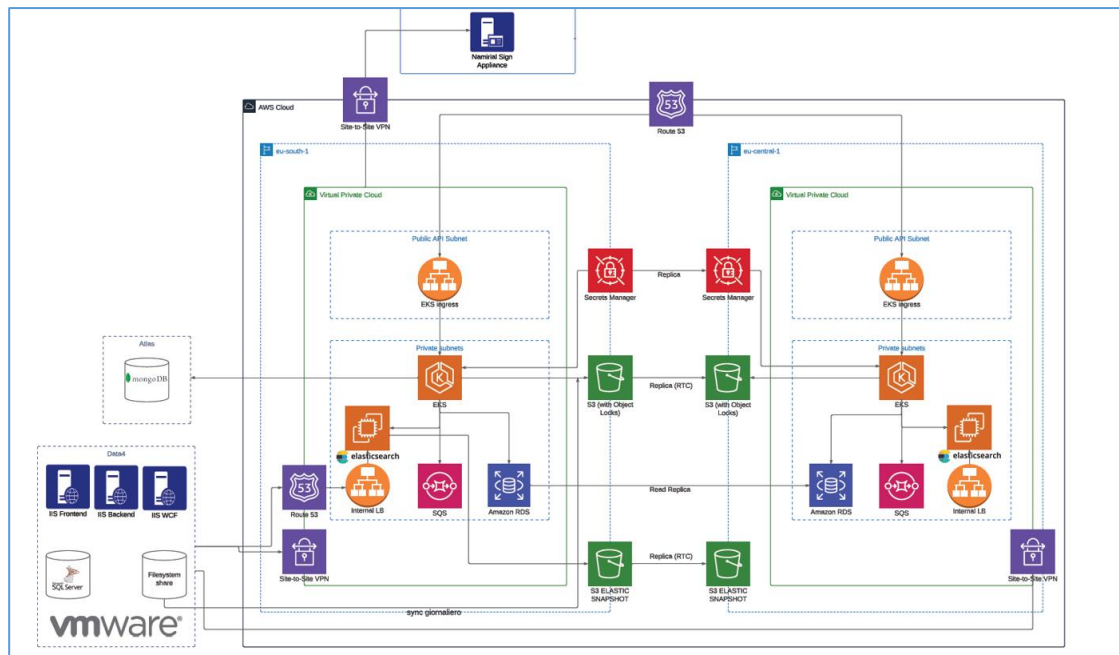 Namirial Sign
Appliance
AWS Cloud
Site-to-Site VPN
53
Route 53
eu-south-1
eu-central-1
Virtual Private Cloud
Virtual Private Cloud
Public API Subnet
Public API Subnet
EKS ingress
EKS ingress
Secrets Manager
Replica
Secrets Manager
Atlas
mongoDB
Private subnets
Private subnets
K
EKS
K
EKS
S3 (with Object
Locks)
Replica (RTC)
S3 (with Object
Locks)
elasticsearch
elasticsearch
Data4
IIS Frontend
IIS Backend
IIS WCF
53
Route 53
Internal LB
SQS
Amazon RDS
Read Replica
Amazon RDS
SQS
Internal LB
SQL Server
Filesystem
share
Site-to-Site VPN
Site-to-Site VPN
Replica (RTC)
S3 ELASTIC
SNAPSHOT
S3 ELASTIC
SNAPSHOT
sync giornaliero
vmware®